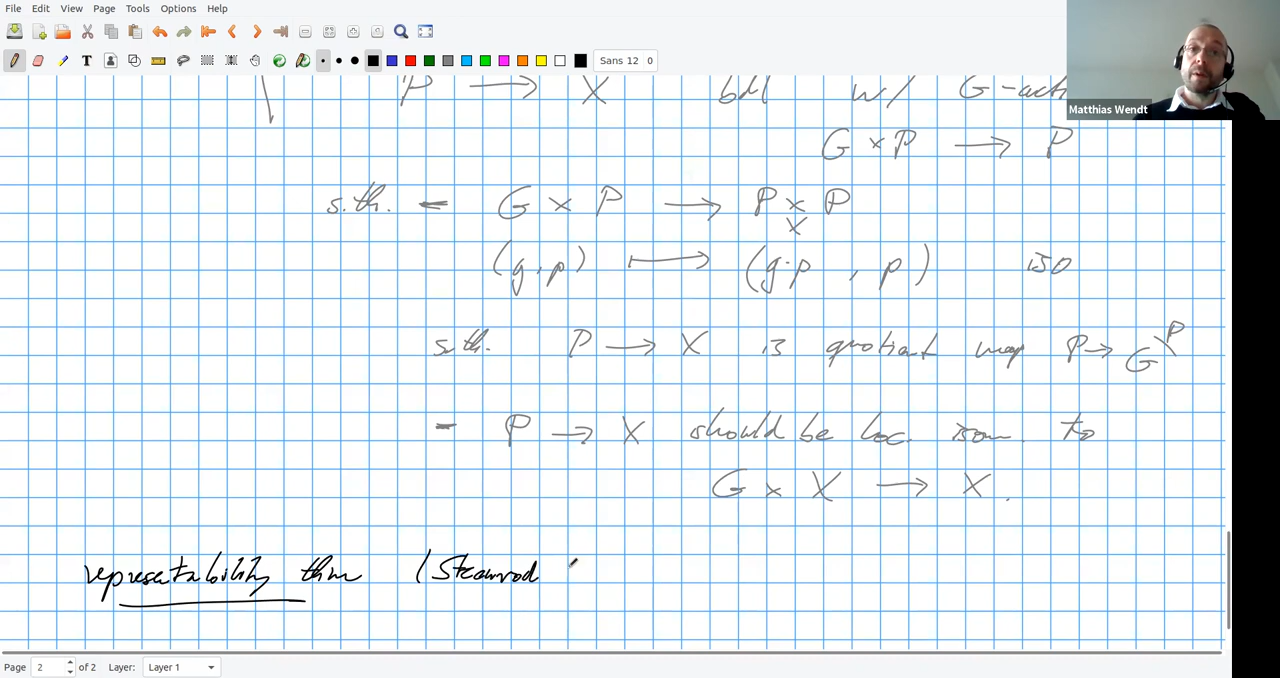 File Edit View Page Tools Options Help
Sans 12 0
Matthias Wendt
P → X bdl w/ G-act
G × P → P
s.th. - G × P → P × P
X
(g, p) ↦ (g·p, p) iso
s.th. P → X is quotient map P → G\P
- P → X should be loc. isom. to
G × X → X.
representability thm (Steenrod
Page 2 of 2 Layer: Layer 1